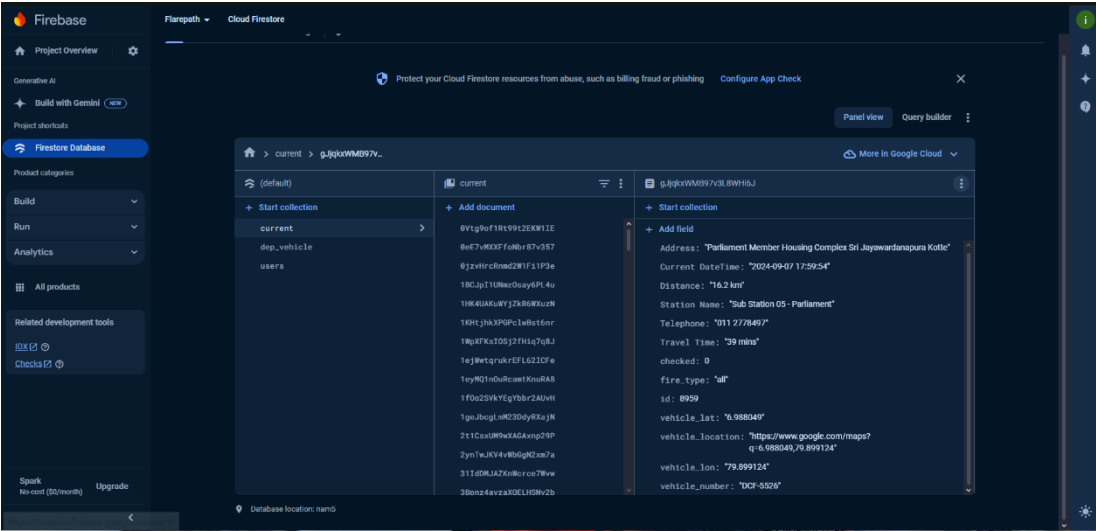 Firebase
Flarepath
Cloud Firestore
i
Project Overview
Generative AI
Build with Gemini NEW
Project shortcuts
Firestore Database
Product categories
Build
Run
Analytics
All products
Related development tools
IDX
Checks
Spark
No-cost ($0/month)
Upgrade
Protect your Cloud Firestore resources from abuse, such as billing fraud or phishing Configure App Check
Panel view Query builder
current > gJjqkxWMB97v...
More in Google Cloud
(default)
+ Start collection
current
dep_vehicle
users
current
+ Add document
0Vtg9of1Rt99t2EKW1IE
0eE7vMXXFfoNbr87v357
0jzvHrcRnmd2W1Fi1P3e
1BCJpI1UNmzOsay6PL4u
1HK4UAKuWYjZkR6WXuzN
1KHtjhkXPGPclw8st6nr
1WpXFKsIOSj2fHiq7q8J
1ejWwtqrukrEFL62ICFe
1eyMQ1nOuRcamtKnuRA8
1fOo2SVkYEgYbbr2AUvH
1geJbcgLnM23DdyRXajN
2t1CsxUM9wXAGAxnp29P
2ynTwJKV4vWbGgN2xm7a
31IdDMJAZKnWcrce7Wvw
3Bpnz4avzaXOELHSNv2b
gJjqkxWMB97v3L8WHi6J
+ Start collection
+ Add field
Address: "Parliament Member Housing Complex Sri Jayawardanapura Kotte"
Current DateTime: "2024-09-07 17:59:54"
Distance: "16.2 km"
Station Name: "Sub Station 05 - Parliament"
Telephone: "011 2778497"
Travel Time: "39 mins"
checked: 0
fire_type: "all"
id: 8959
vehicle_lat: "6.988049"
vehicle_location: "https://www.google.com/maps?
q=6.988049,79.899124"
vehicle_lon: "79.899124"
vehicle_number: "DCF-5526"
Database location: nam5